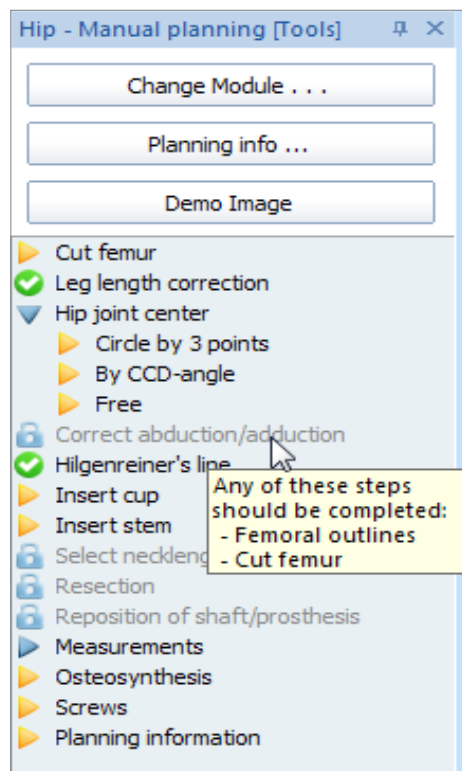 Hip - Manual planning [Tools]
Change Module . . .
Planning info ...
Demo Image
Cut femur
Leg length correction
Hip joint center
Circle by 3 points
By CCD-angle
Free
Correct abduction/adduction
Hilgenreiner's line
Insert cup
Insert stem
Select
Resection
Reposition of shaft/prosthesis
Measurements
Osteosynthesis
Screws
Planning information
Any of these steps
should be completed:
- Femoral outlines
- Cut femur